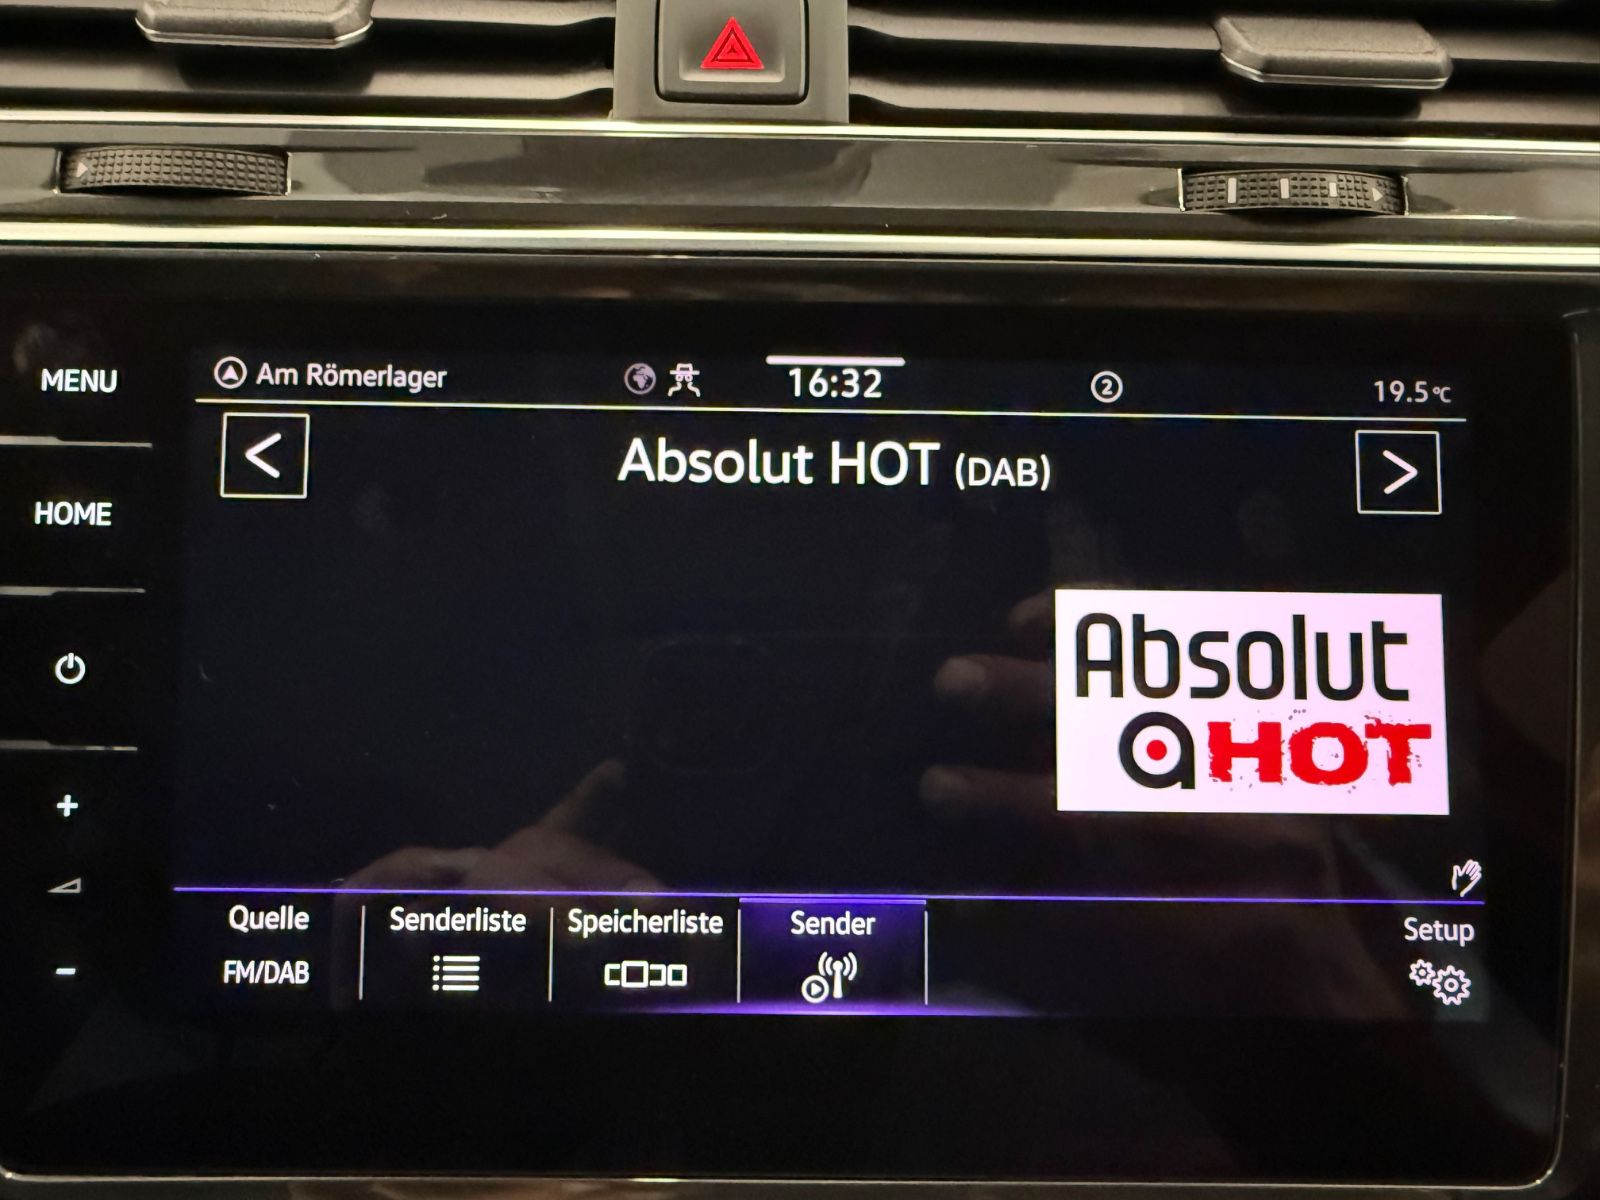 MENU
HOME
Am Römerlager
16:32
2
19.5°C
<
Absolut HOT (DAB)
>
Absolut
a HOT
Quelle
FM/DAB
Senderliste
Speicherliste
Sender
Setup
+
-